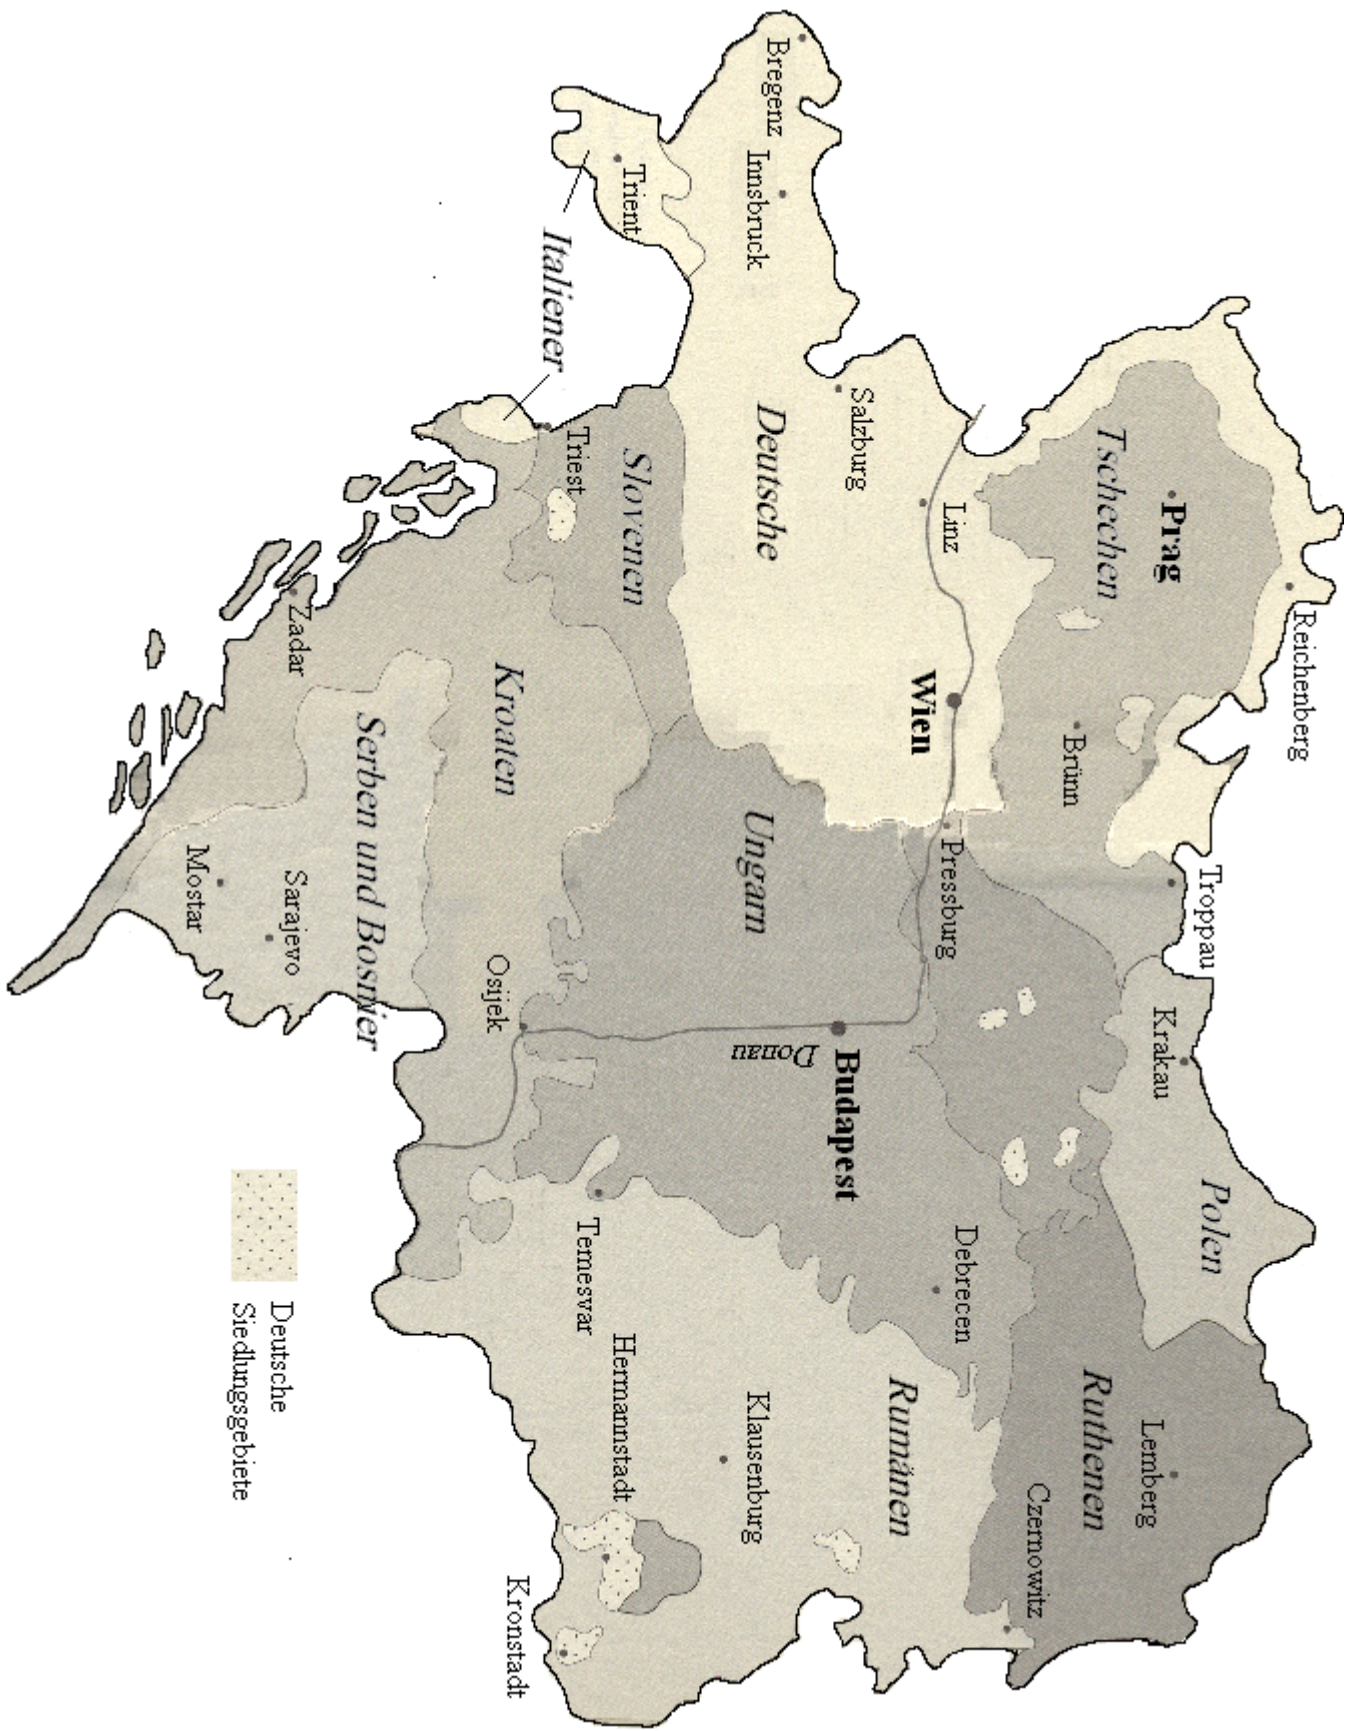 Reichenberg
Prag
Tschechen
Troppau
Brünn
Krakau
Polen
Lemberg
Ruthenen
Czernowitz
Linz
Wien
Pressburg
Salzburg
Bregenz
Innsbruck
Deutsche
Ungarn
Budapest
Donau
Debrecen
Rumänen
Klausenburg
Trient
Italiener
Slovenen
Triest
Kroaten
Osijek
Temesvar
Hermannstadt
Kronstadt
Zadar
Serben und Bosnier
Sarajevo
Mostar
Deutsche
Siedlungsgebiete